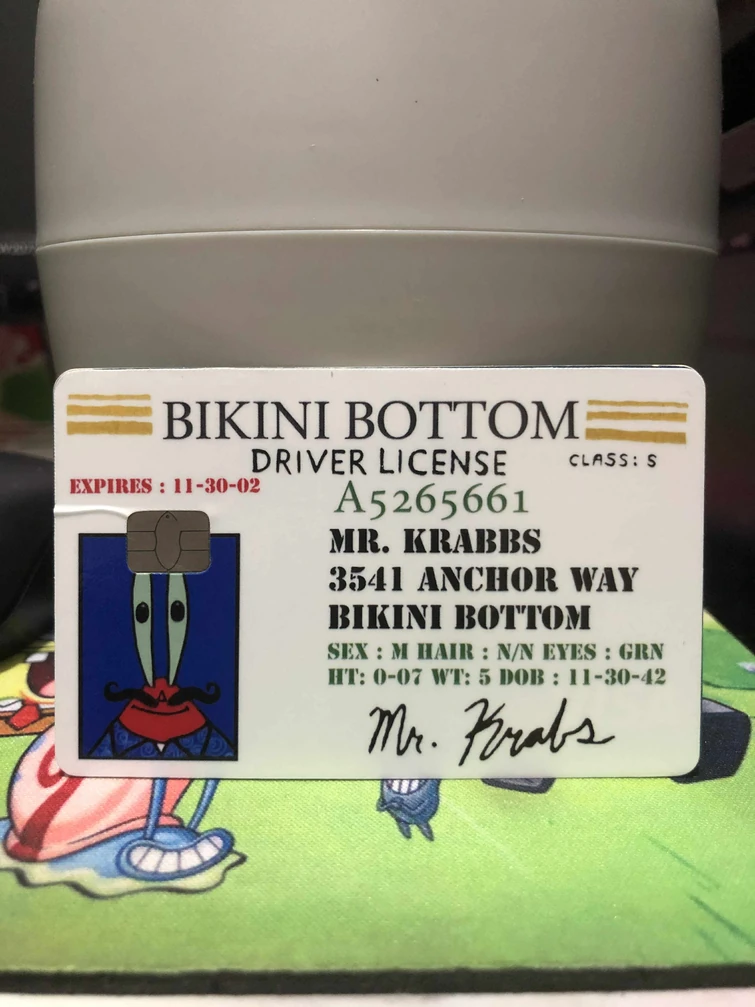 BIKINI BOTTOM
DRIVER LICENSE CLASS: S
EXPIRES : 11-30-02
A5265661
MR. KRABBS
3541 ANCHOR WAY
BIKINI BOTTOM
SEX : M HAIR : N/N EYES : GRN
HT: 0-07 WT: 5 DOB : 11-30-42
Mr. Krabs